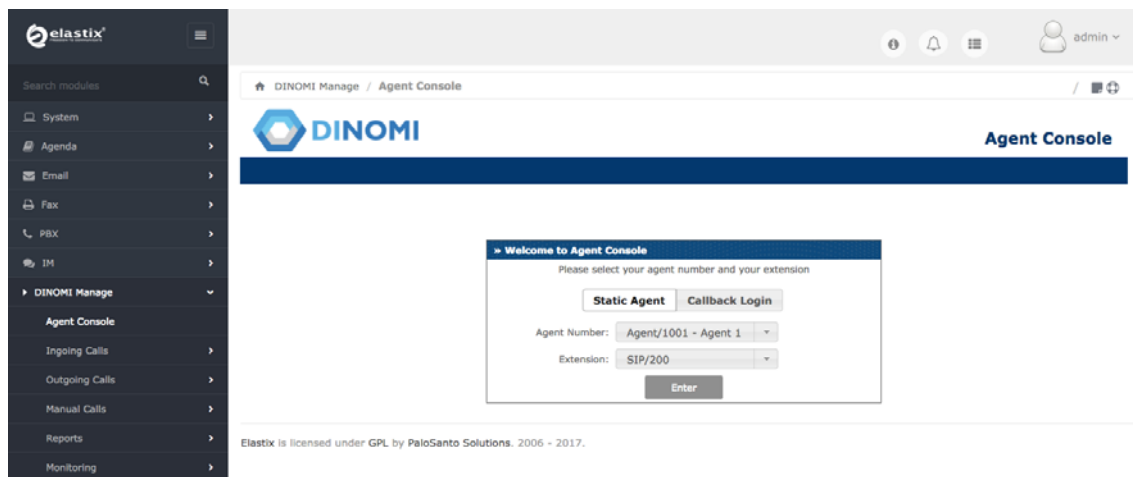 elastix
admin
Search modules
DINOMI Manage / Agent Console
/
System
DINOMI
Agent Console
Agenda
Email
Fax
PBX
IM
DINOMI Manage
Agent Console
Ingoing Calls
Outgoing Calls
Manual Calls
Reports
Monitoring
» Welcome to Agent Console
Please select your agent number and your extension
Static Agent Callback Login
Agent Number: Agent/1001 - Agent 1
Extension: SIP/200
Enter
Elastix is licensed under GPL by PaloSanto Solutions. 2006 - 2017.